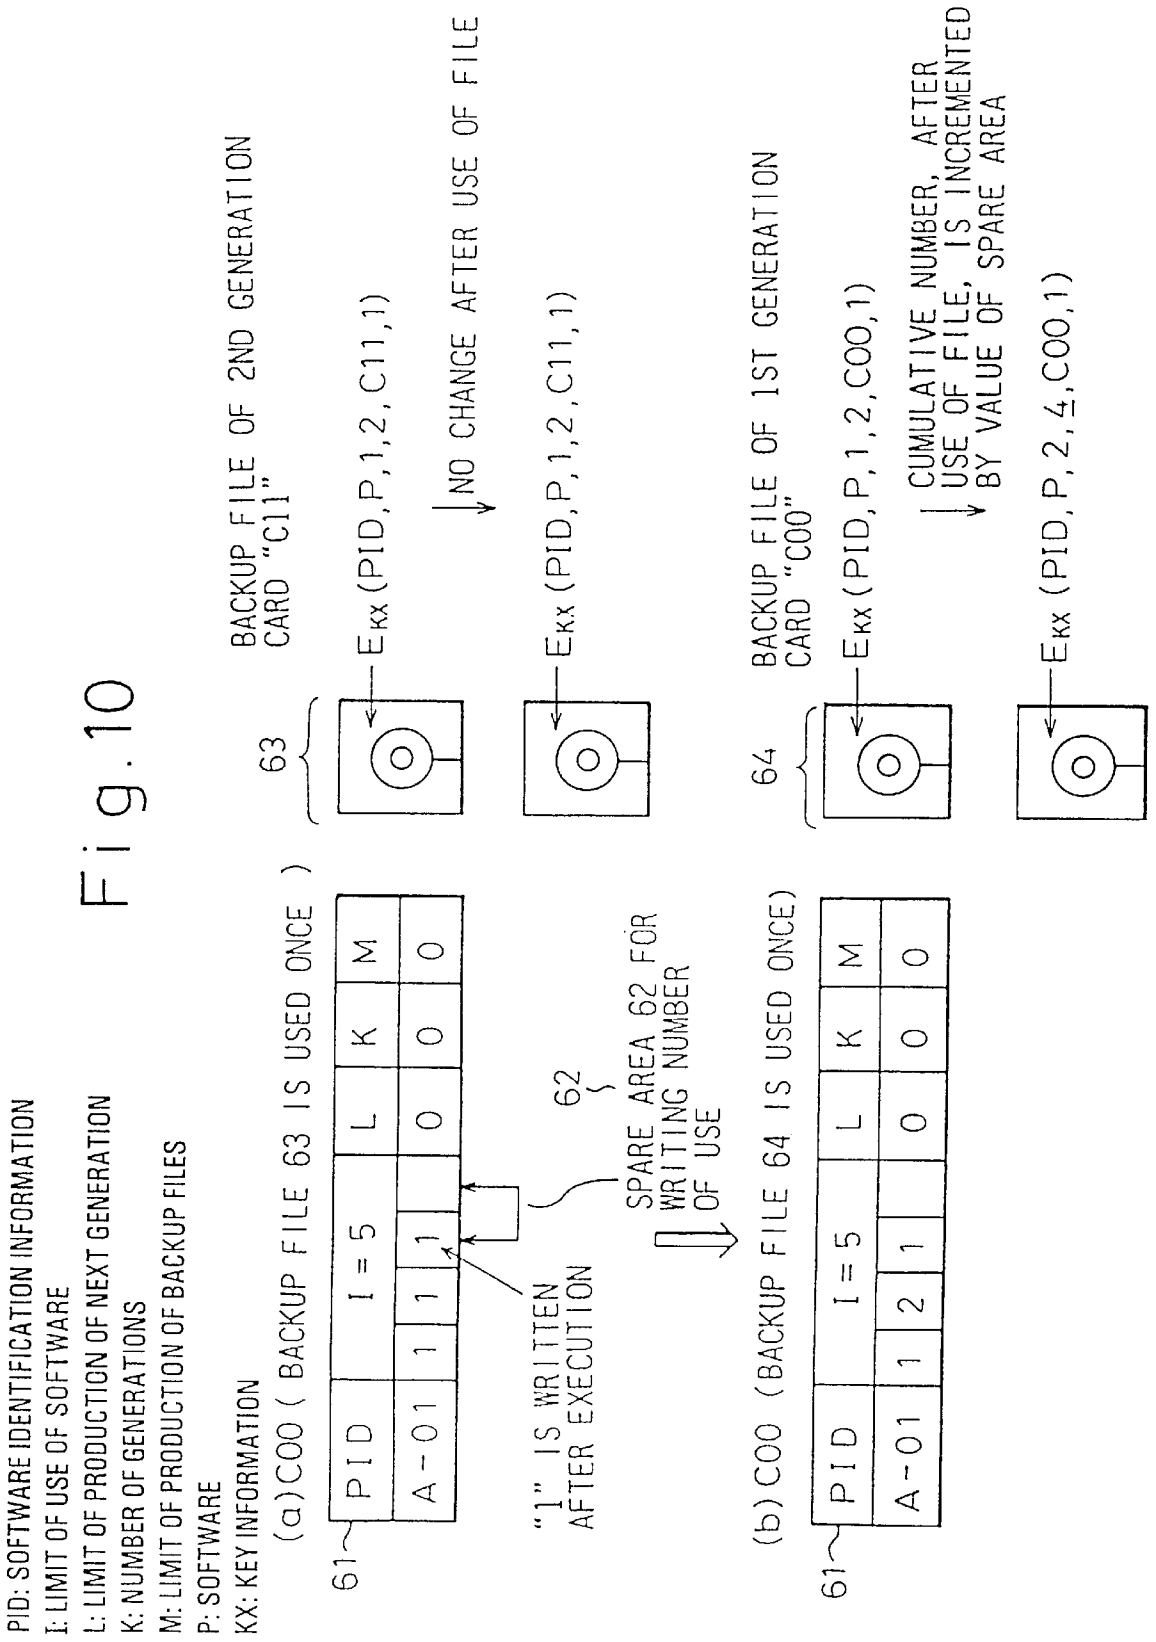 PID: SOFTWARE IDENTIFICATION INFORMATION
I: LIMIT OF USE OF SOFTWARE
L: LIMIT OF PRODUCTION OF NEXT GENERATION
K: NUMBER OF GENERATIONS
M: LIMIT OF PRODUCTION OF BACKUP FILES
P: SOFTWARE
KX: KEY INFORMATION
Fig.10
(a) C00 ( BACKUP FILE 63 IS USED ONCE )
61
PID I=5 L K M
A-01 1 1 1 0 0 0
"1" IS WRITTEN
AFTER EXECUTION
62
SPARE AREA 62 FOR
WRITING NUMBER
OF USE
63
BACKUP FILE OF 2ND GENERATION
CARD "C11"
EKX (PID,P,1,2,C11,1)
NO CHANGE AFTER USE OF FILE
EKX (PID,P,1,2,C11,1)
(b) C00 (BACKUP FILE 64 IS USED ONCE)
61
PID I=5 L K M
A-01 1 2 1 0 0 0
64
BACKUP FILE OF 1ST GENERATION
CARD "C00"
EKX (PID,P,1,2,C00,1)
CUMULATIVE NUMBER, AFTER
USE OF FILE, IS INCREMENTED
BY VALUE OF SPARE AREA
EKX (PID,P,2,4,C00,1)